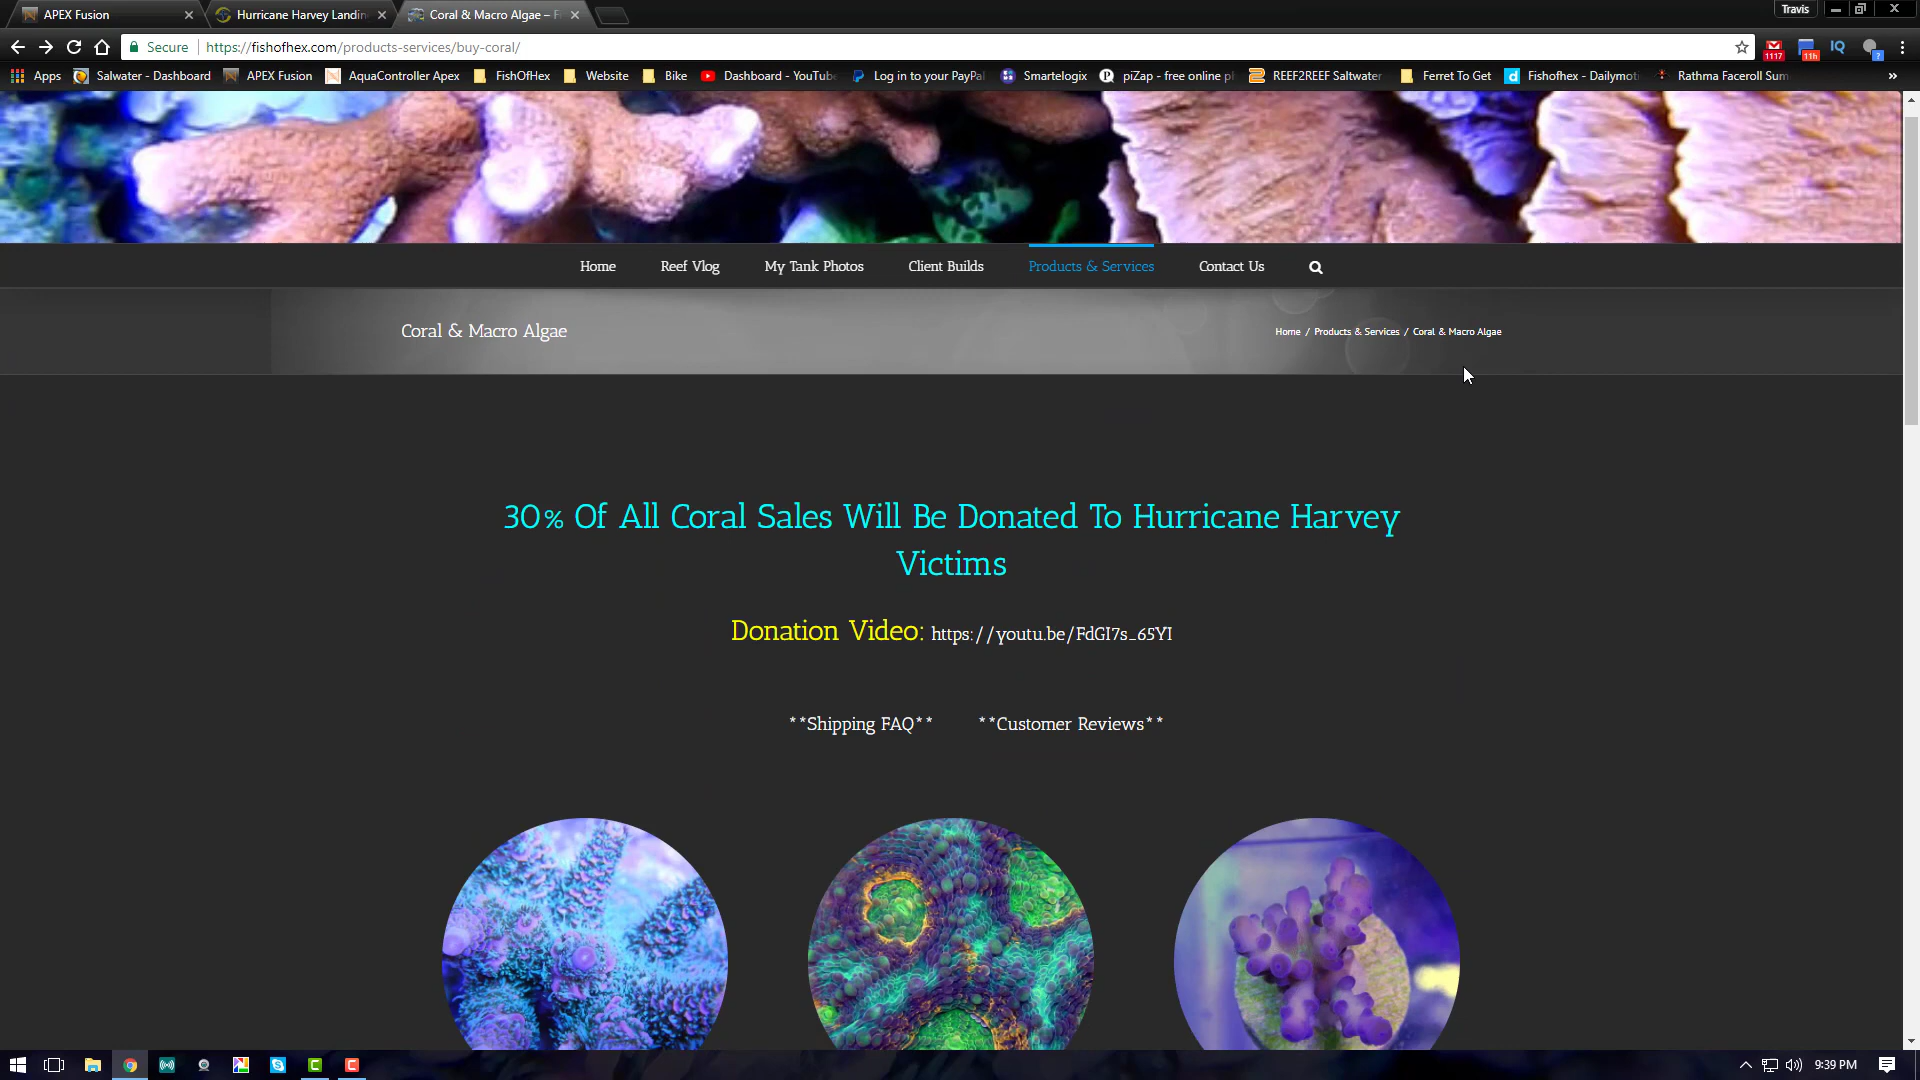 APEX Fusion
Hurricane Harvey Landin
Coral & Macro Algae – F
Travis
Secure
https://fishofhex.com/products-services/buy-coral/
1117
11h
IQ
?
Apps
Salwater - Dashboard
APEX Fusion
AquaController Apex
FishOfHex
Website
Bike
Dashboard - YouTube
Log in to your PayPal
Smartelogix
piZap - free online p
REEF2REEF Saltwater
Ferret To Get
Fishofhex - Dailymoti
Rathma Faceroll Sum
»
Home
Reef Vlog
My Tank Photos
Client Builds
Products & Services
Contact Us
Coral & Macro Algae
Home / Products & Services / Coral & Macro Algae
30% Of All Coral Sales Will Be Donated To Hurricane Harvey
Victims
Donation Video: https://youtu.be/FdGI7s_65YI
**Shipping FAQ** **Customer Reviews**
9:39 PM